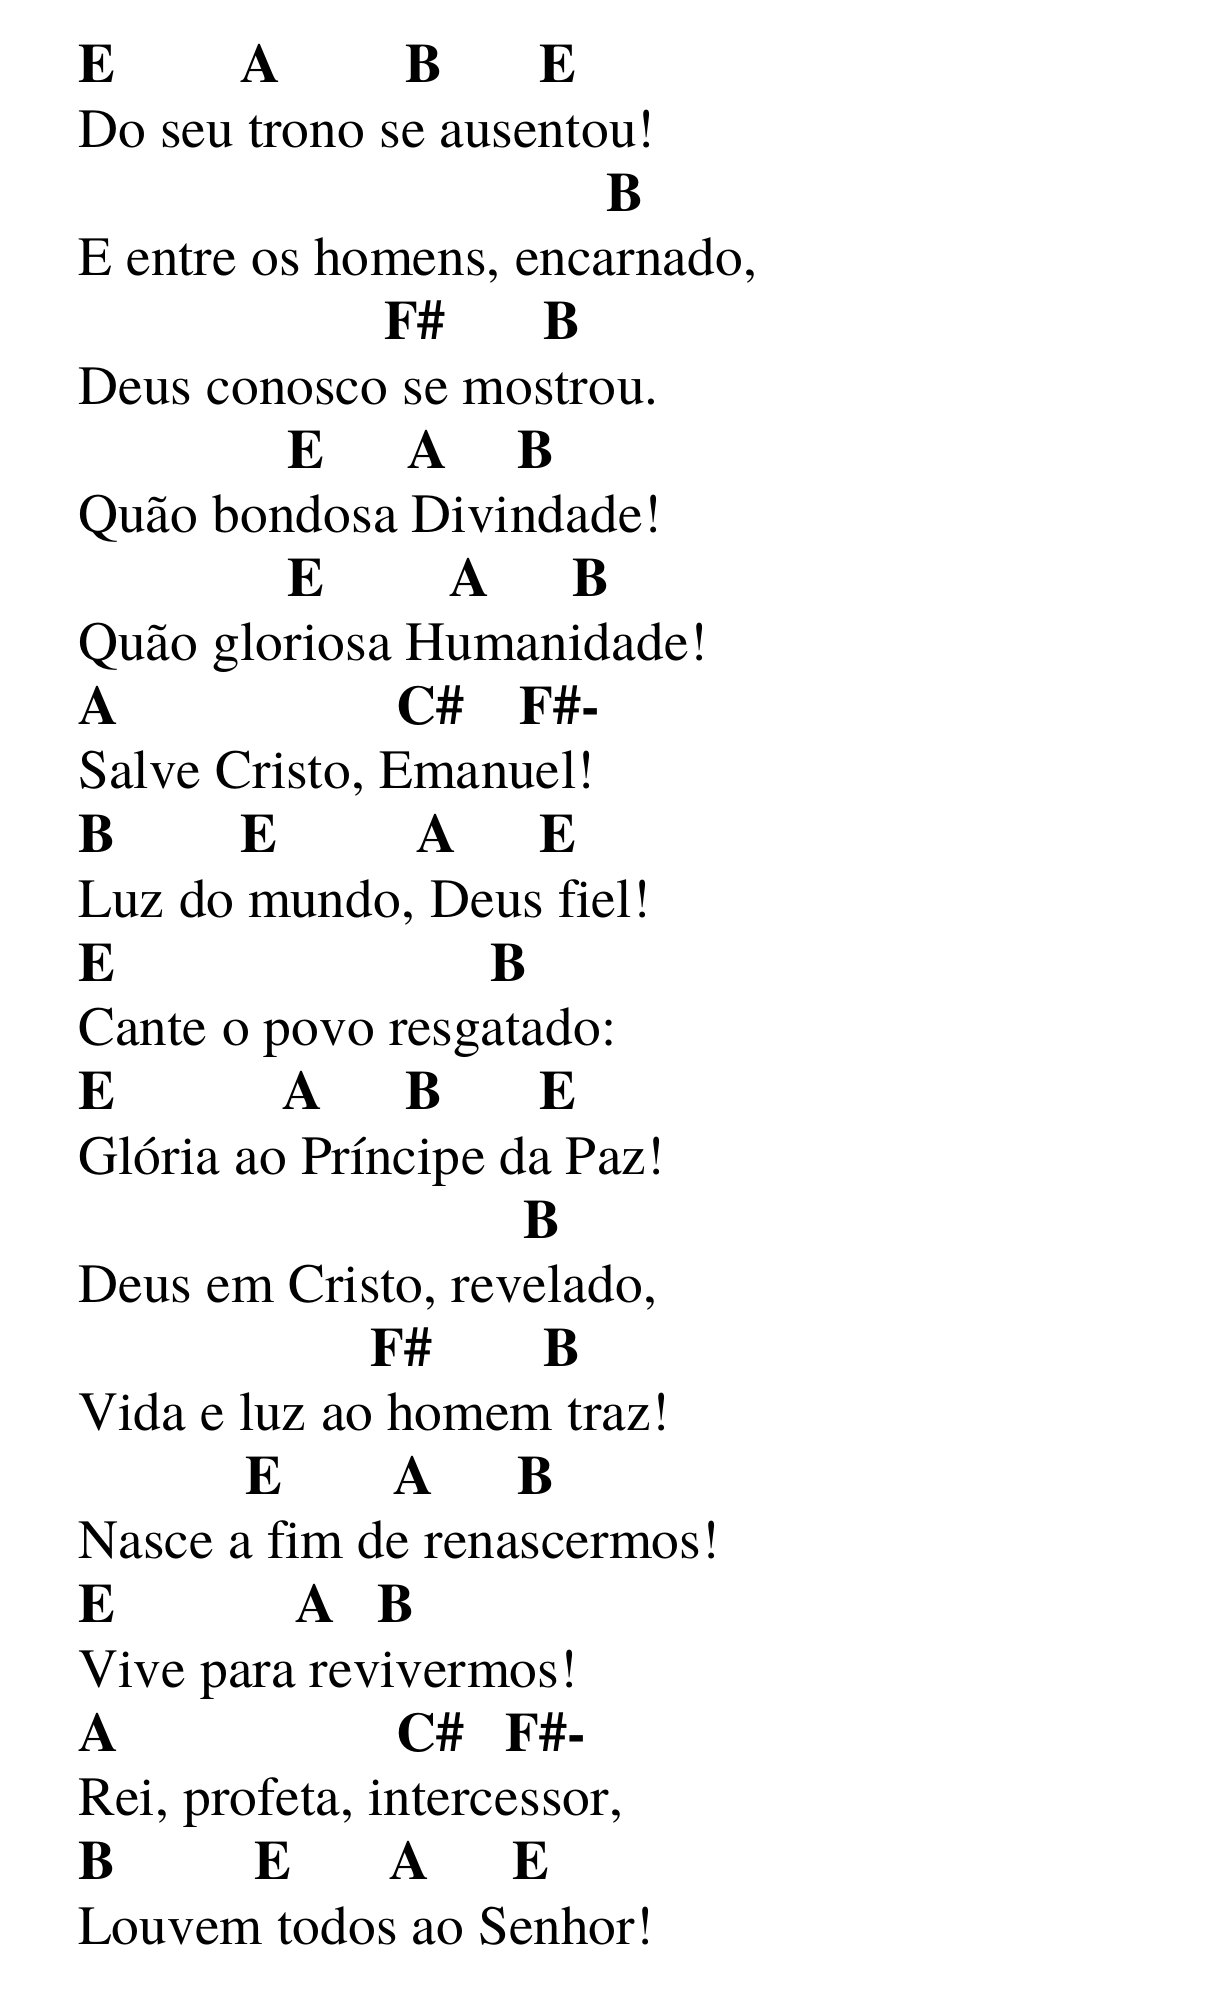 E A B E
Do seu trono se ausentou!
B
E entre os homens, encarnado,
F# B
Deus conosco se mostrou.
E A B
Quão bondosa Divindade!
E A B
Quão gloriosa Humanidade!
A C# F#-
Salve Cristo, Emanuel!
B E A E
Luz do mundo, Deus fiel!
E B
Cante o povo resgatado:
E A B E
Glória ao Príncipe da Paz!
B
Deus em Cristo, revelado,
F# B
Vida e luz ao homem traz!
E A B
Nasce a fim de renascermos!
E A B
Vive para revivermos!
A C# F#-
Rei, profeta, intercessor,
B E A E
Louvem todos ao Senhor!